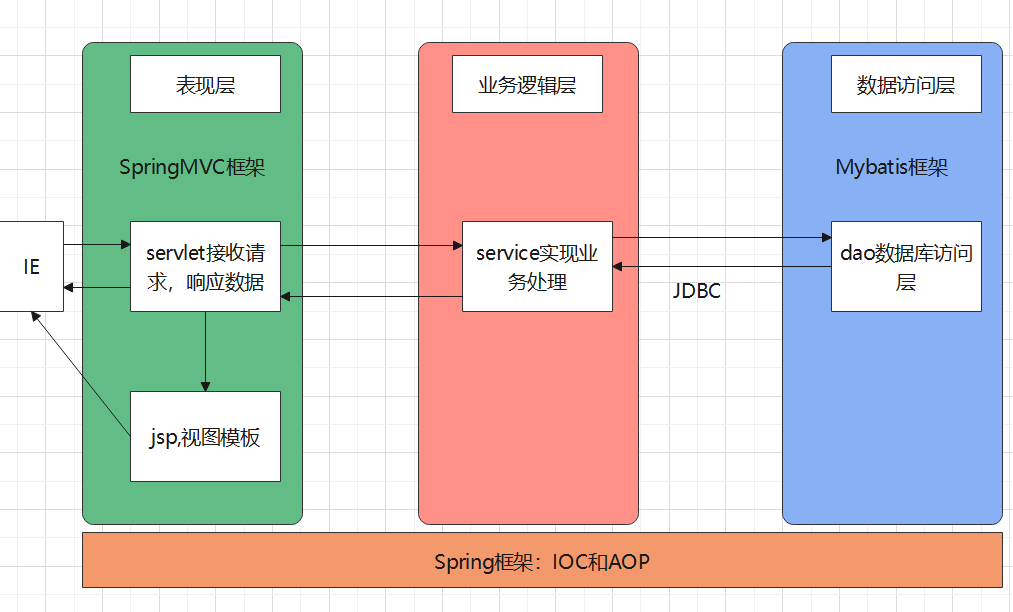 表现层
业务逻辑层
数据访问层
SpringMVC框架
Mybatis框架
IE
servlet接收请
求，响应数据
service实现业
务处理
dao数据库访问
层
JDBC
jsp,视图模板
Spring框架：IOC和AOP